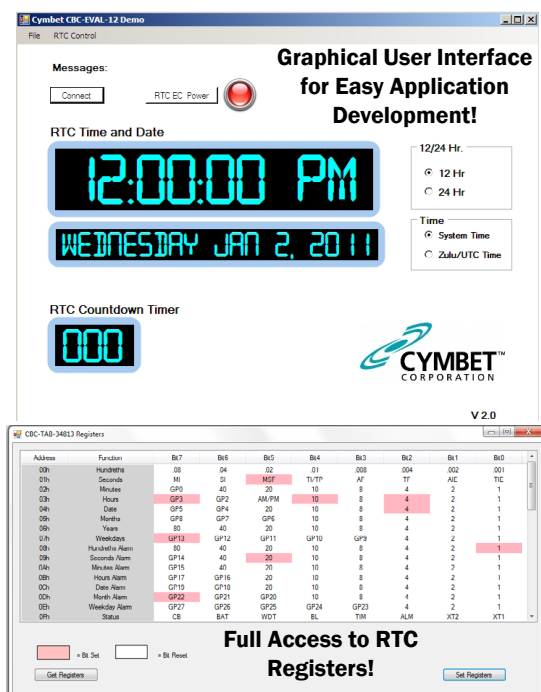 Cymbet CBC-EVAL-12 Demo
File RTC Control
Graphical User Interface
for Easy Application
Development!
Messages:
Connect
RTC EC Power
RTC Time and Date
12:00:00 PM
WEDNESDAY JAN 2, 2011
12/24 Hr.
12 Hr
24 Hr
Time
System Time
Zulu/UTC Time
RTC Countdown Timer
000
CYMBET™
CORPORATION
V 2.0
CBC-TAB-34813 Registers
Address Function Bit7 Bit6 Bit5 Bit4 Bit3 Bit2 Bit1 Bit0
00h Hundreths .08 .04 .02 .01 .008 .004 .002 .001
01h Seconds MI SI MSF TI/TP AF TF AIE TIE
02h Minutes GP0 40 20 10 8 4 2 1
03h Hours GP3 GP2 AM/PM 10 8 4 2 1
04h Date GP5 GP4 20 10 8 4 2 1
05h Months GP8 GP7 GP6 10 8 4 2 1
06h Years 80 40 20 10 8 4 2 1
07h Weekdays GP13 GP12 GP11 GP10 GP9 4 2 1
08h Hundreths Alarm 80 40 20 10 8 4 2 1
09h Seconds Alarm GP14 40 20 10 8 4 2 1
0Ah Minutes Alarm GP15 40 20 10 8 4 2 1
0Bh Hours Alarm GP17 GP16 20 10 8 4 2 1
0Ch Date Alarm GP19 GP18 20 10 8 4 2 1
0Dh Month Alarm GP22 GP21 GP20 10 8 4 2 1
0Eh Weekday Alarm GP27 GP26 GP25 GP24 GP23 4 2 1
0Fh Status CB BAT WDT BL TIM ALM XT2 XT1
= Bit Set
= Bit Reset
Full Access to RTC
Registers!
Get Registers
Set Registers